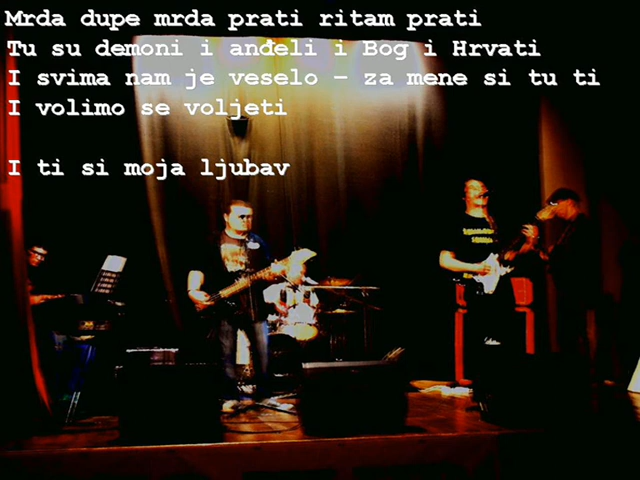 Mrda dupe mrda prati ritam prati
Tu su demoni i anđeli i Bog i Hrvati
I svima nam je veselo – za mene si tu ti
I volimo se voljeti
I ti si moja ljubav